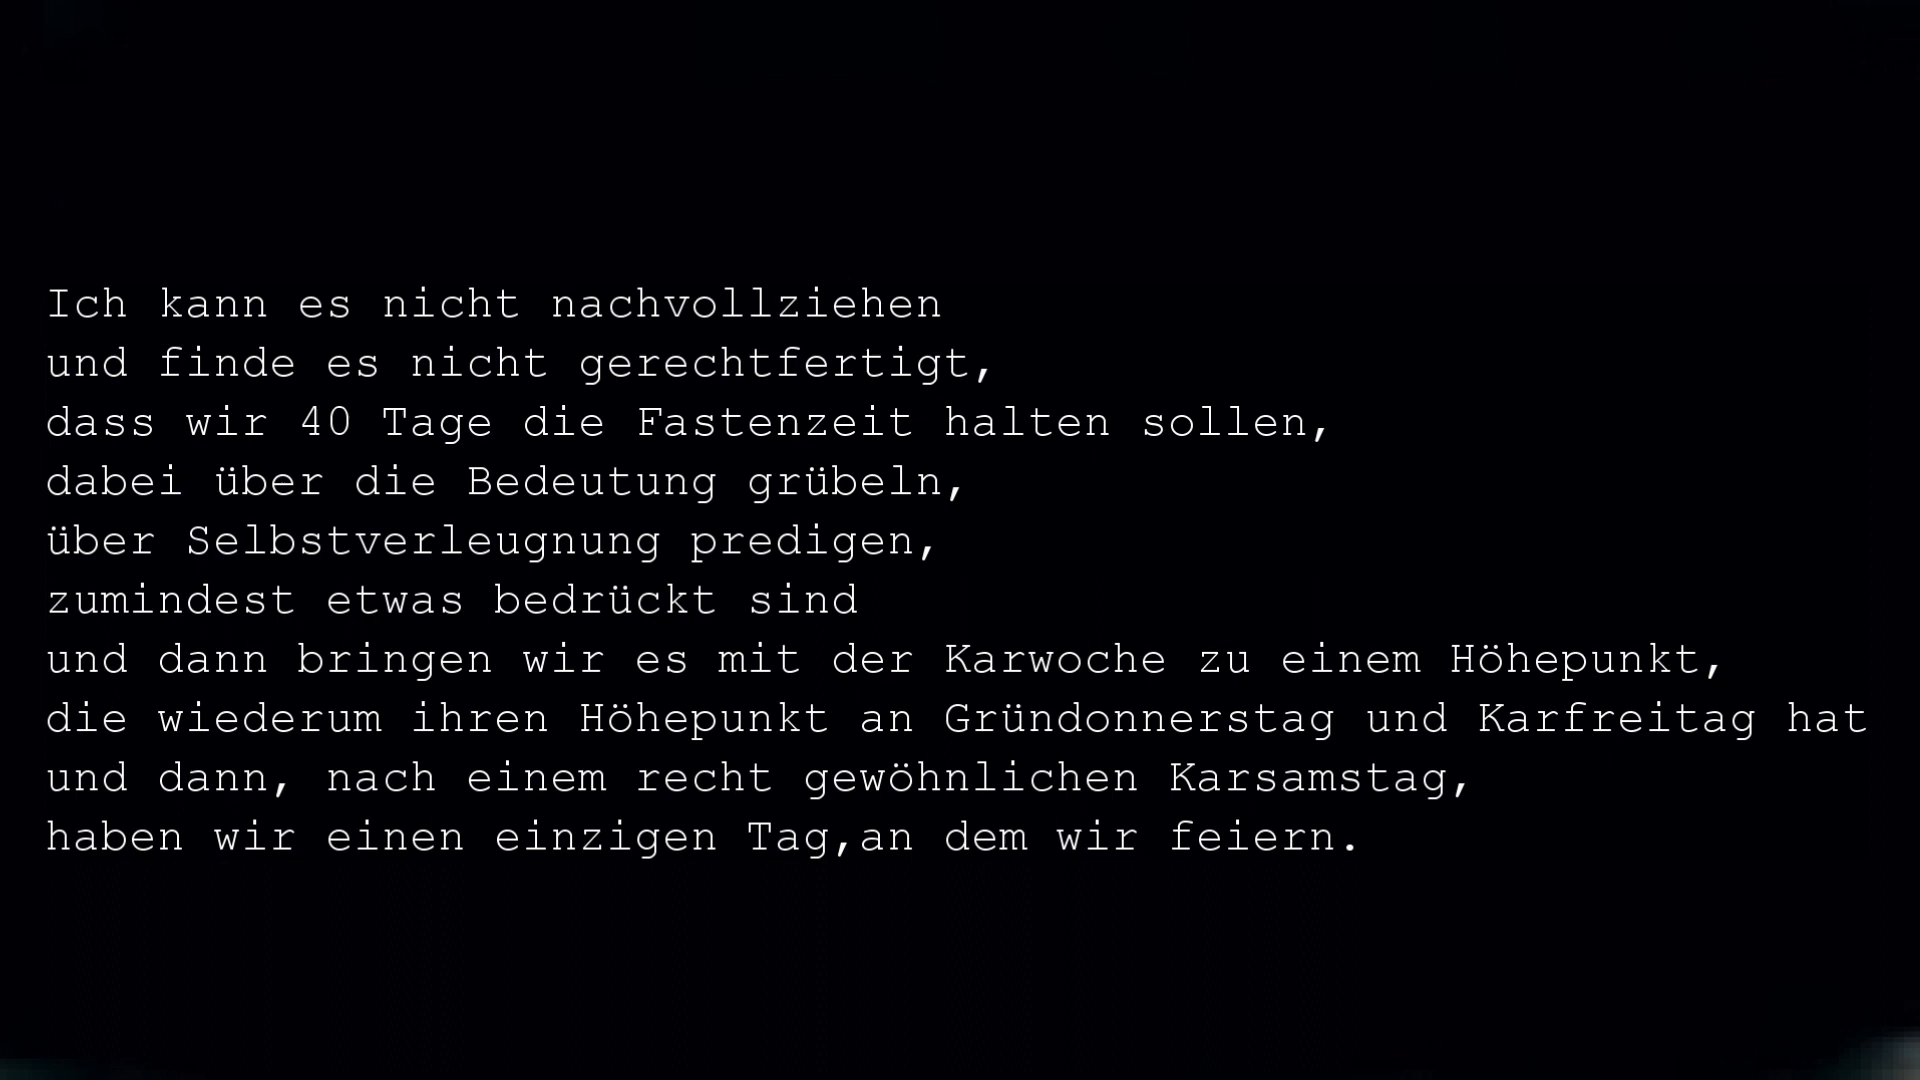 Ich kann es nicht nachvollziehen
und finde es nicht gerechtfertigt,
dass wir 40 Tage die Fastenzeit halten sollen,
dabei über die Bedeutung grübeln,
über Selbstverleugnung predigen,
zumindest etwas bedrückt sind
und dann bringen wir es mit der Karwoche zu einem Höhepunkt,
die wiederum ihren Höhepunkt an Gründonnerstag und Karfreitag hat
und dann, nach einem recht gewöhnlichen Karsamstag,
haben wir einen einzigen Tag,an dem wir feiern.